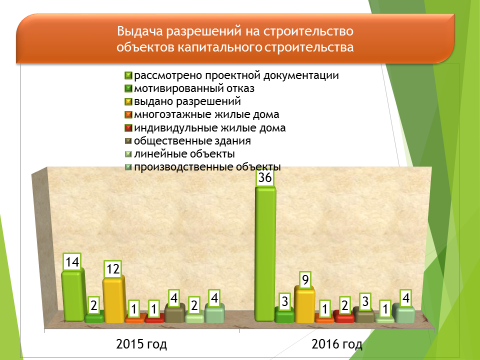 Выдача разрешений на строительство
объектов капитального строительства
рассмотрено проектной документации
мотивированный отказ
выдано разрешений
многоэтажные жилые дома
индивидульные жилые дома
общественные здания
линейные объекты
производственные объекты
14 2 12 1 1 4 2 4 36 3 9 1 2 3 1 4
2015 год 2016 год